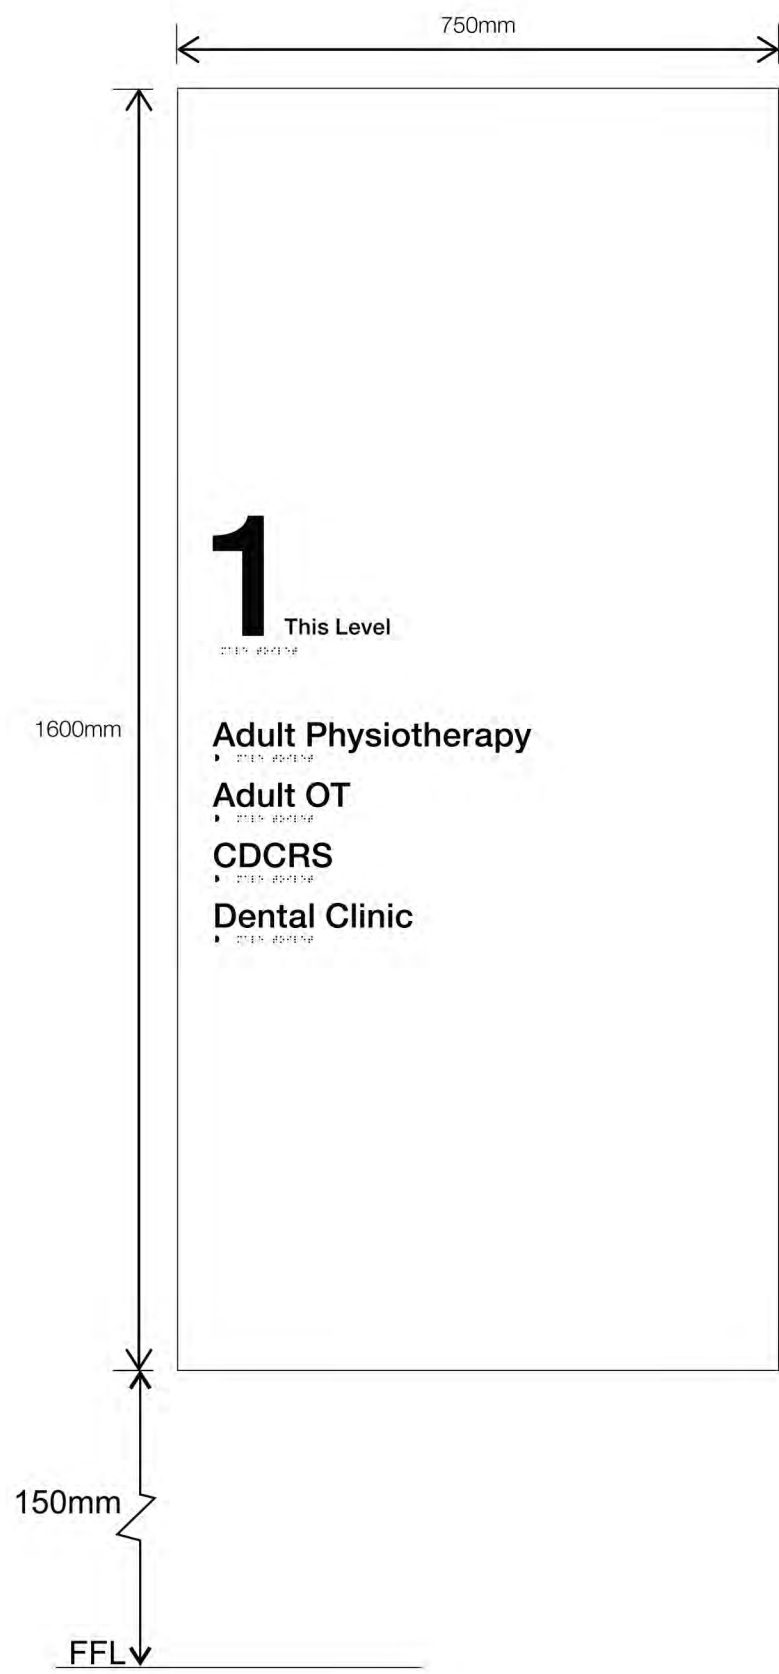 750mm
1
This Level
1600mm
Adult Physiotherapy
Adult OT
CDCRS
Dental Clinic
150mm
FFL